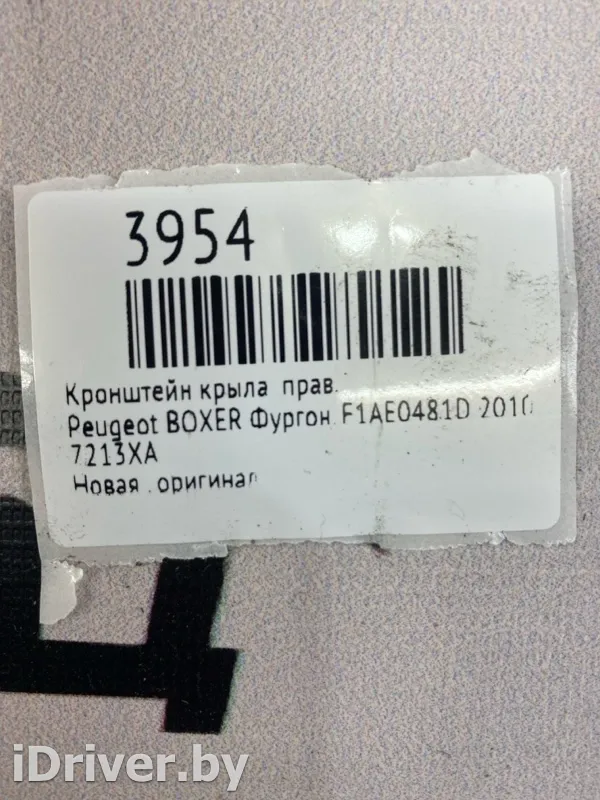 3954
Кронштейн крыла прав.
Peugeot BOXER Фургон F1AE0481D 2010
7213XA
Новая . оригинал
iDriver.by